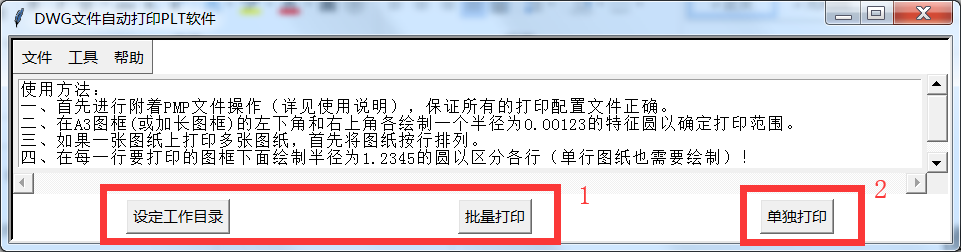 DWG文件自动打印PLT软件
文件 工具 帮助
使用方法：
一、首先进行附着PMP文件操作（详见使用说明），保证所有的打印配置文件正确。
二、在A3图框(或加长图框)的左下角和右上角各绘制一个半径为0.00123的特征圆以确定打印范围。
三、如果一张图纸上打印多张图纸，首先将图纸按行排列。
四、在每一行要打印的图框下面绘制半径为1.2345的圆以区分各行（单行图纸也需要绘制）！
1
2
设定工作目录 批量打印 单独打印